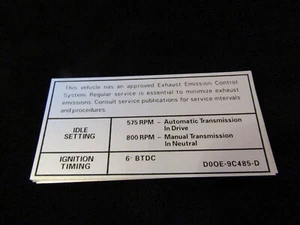 This vehicle has an approved Exhaust Emission Control
System. Regular service is essential to minimize exhaust
emissions. Consult service publications for service intervals
and procedures.
IDLE
SETTING
575 RPM – Automatic Transmission
In Drive
800 RPM – Manual Transmission
In Neutral
IGNITION
TIMING
6° BTDC
D0OE-9C485-D